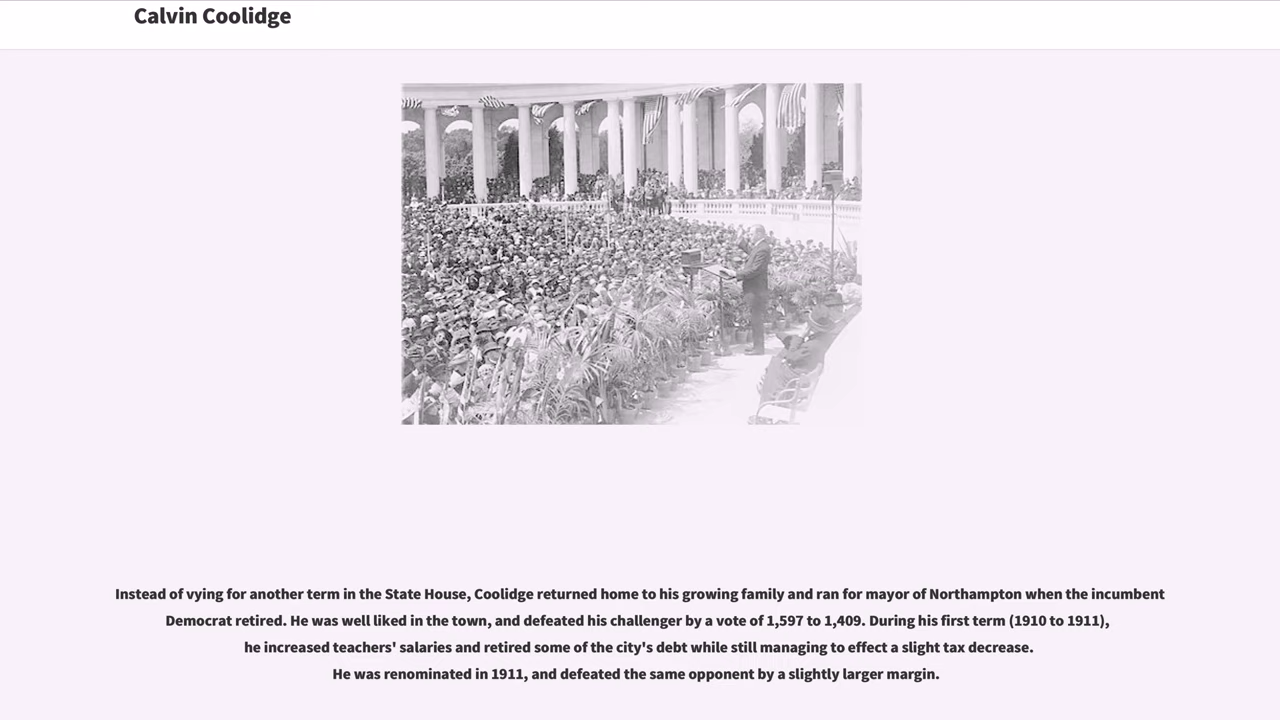 Calvin Coolidge
Instead of vying for another term in the State House, Coolidge returned home to his growing family and ran for mayor of Northampton when the incumbent
Democrat retired. He was well liked in the town, and defeated his challenger by a vote of 1,597 to 1,409. During his first term (1910 to 1911),
he increased teachers' salaries and retired some of the city's debt while still managing to effect a slight tax decrease.
He was renominated in 1911, and defeated the same opponent by a slightly larger margin.